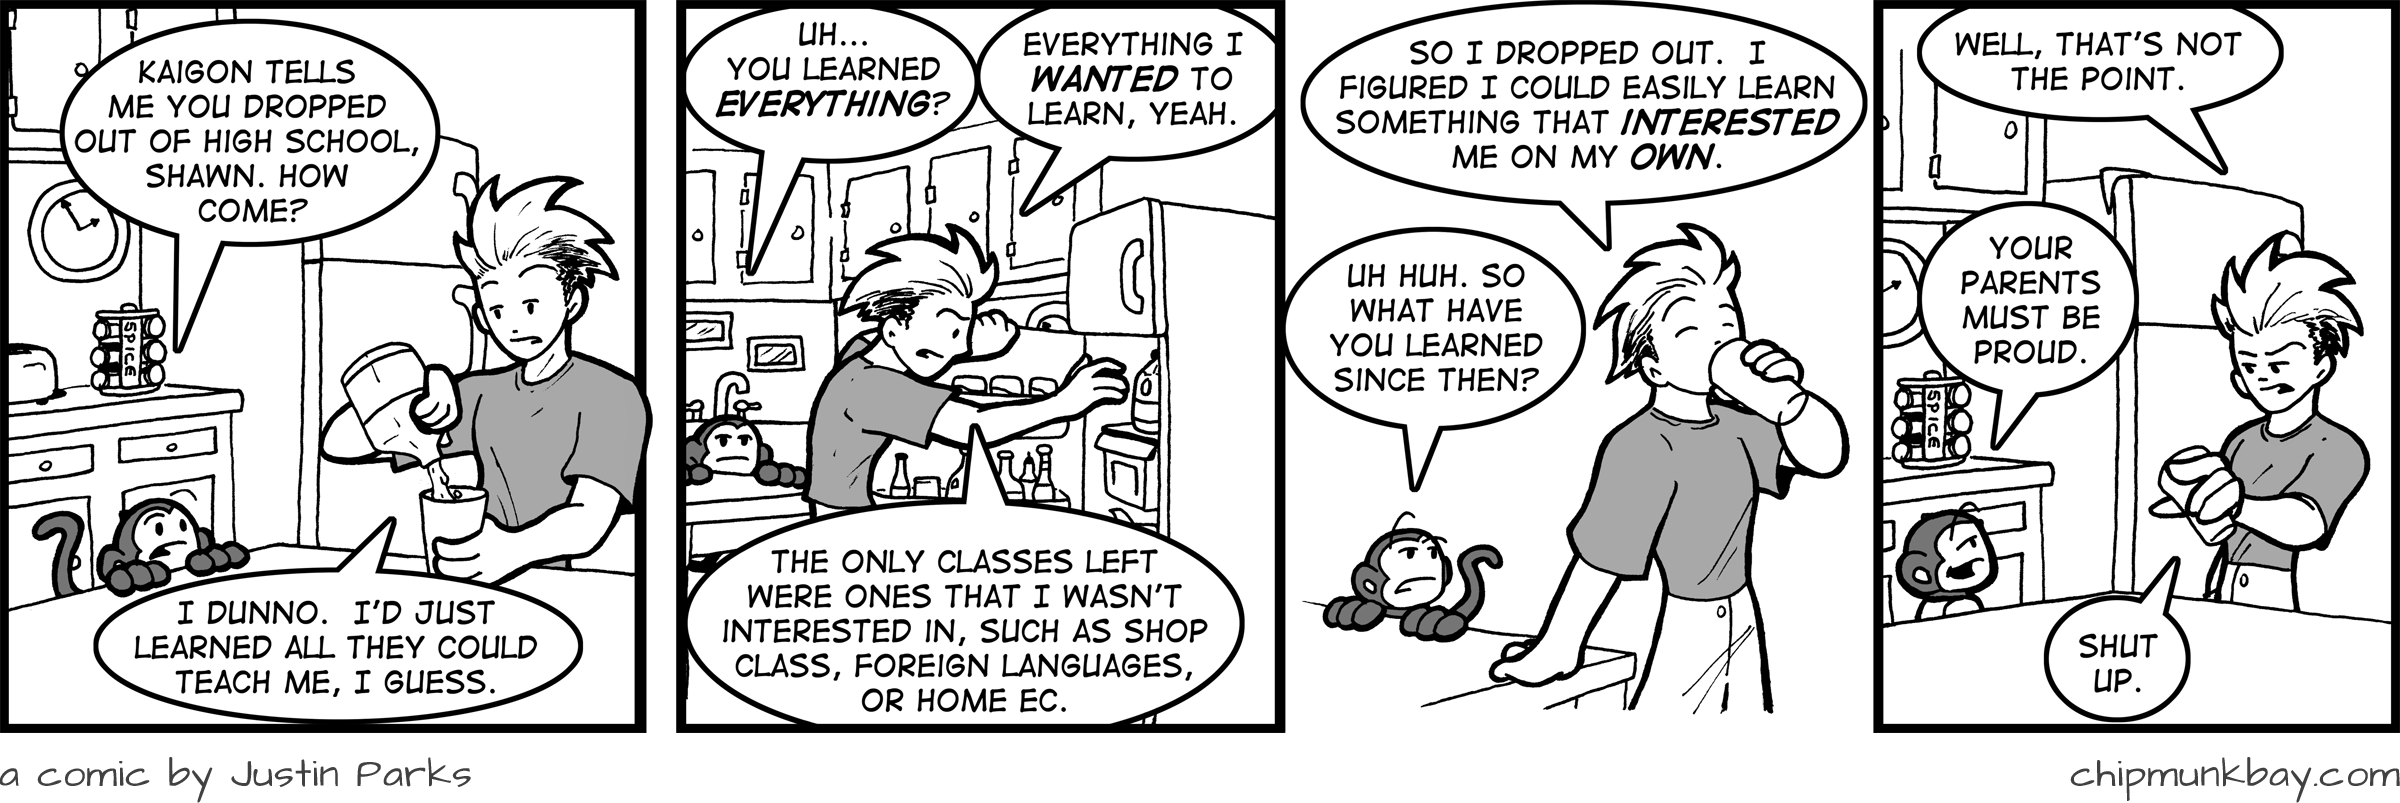 KAIGON TELLS
ME YOU DROPPED
OUT OF HIGH SCHOOL,
SHAWN. HOW
COME?
SPICE
I DUNNO. I'D JUST
LEARNED ALL THEY COULD
TEACH ME, I GUESS.
UH...
YOU LEARNED
EVERYTHING?
EVERYTHING I
WANTED TO
LEARN, YEAH.
THE ONLY CLASSES LEFT
WERE ONES THAT I WASN'T
INTERESTED IN, SUCH AS SHOP
CLASS, FOREIGN LANGUAGES,
OR HOME EC.
SO I DROPPED OUT. I
FIGURED I COULD EASILY LEARN
SOMETHING THAT INTERESTED
ME ON MY OWN.
UH HUH. SO
WHAT HAVE
YOU LEARNED
SINCE THEN?
WELL, THAT'S NOT
THE POINT.
YOUR
PARENTS
MUST BE
PROUD.
SPICE
SHUT
UP.
a comic by Justin Parks
chipmunkbay.com